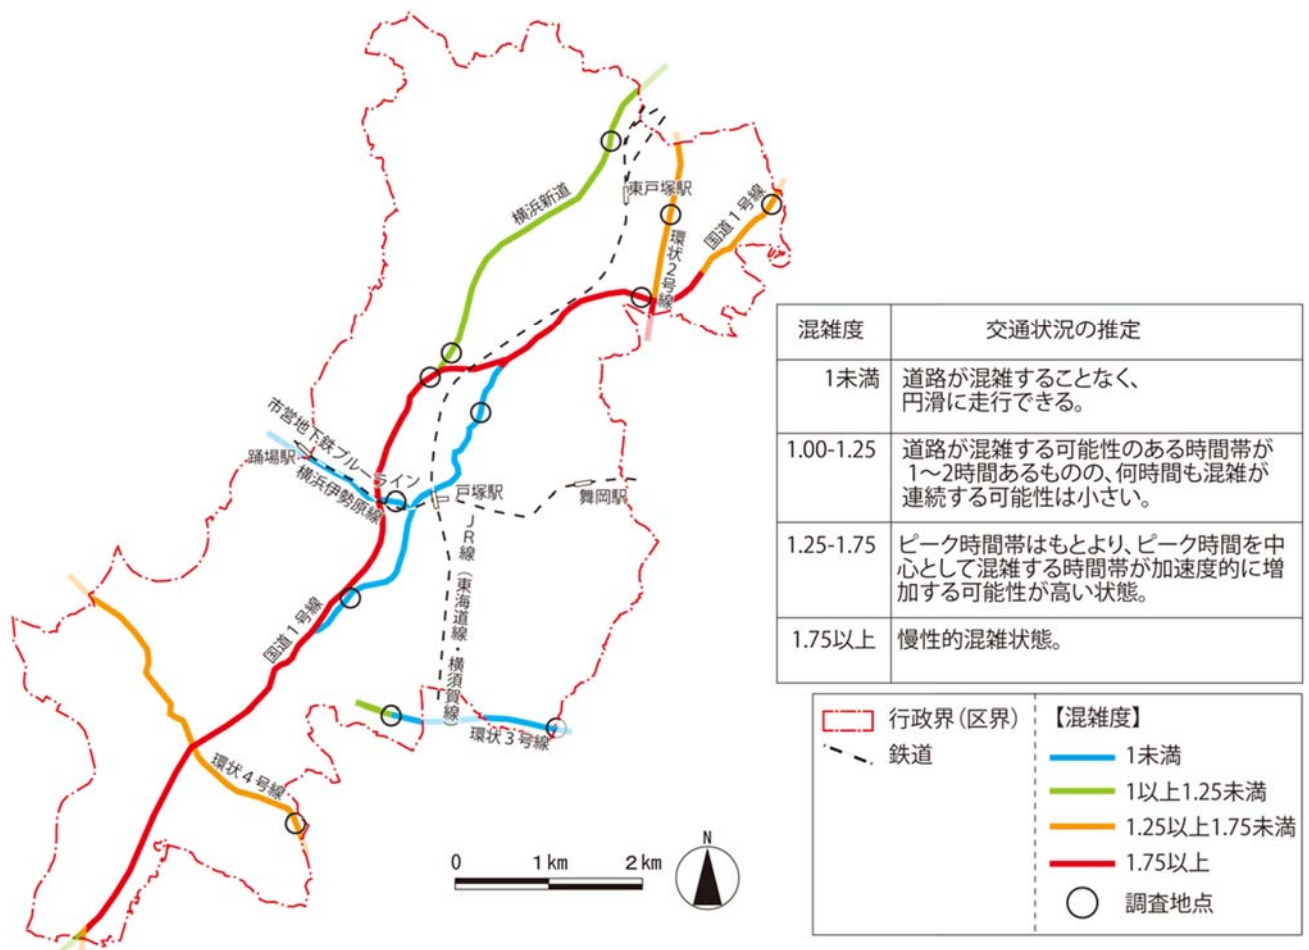 横浜新道
東戸塚駅
国道１号線
環状２号線
市営地下鉄ブルーライン
踊場駅
横浜伊勢原線
戸塚駅
舞岡駅
ＪＲ線（東海道線・横須賀線）
国道１号線
環状３号線
環状４号線
0 1km 2km
N
混雑度 交通状況の推定
1未満 道路が混雑することなく、
円滑に走行できる。
1.00-1.25 道路が混雑する可能性のある時間帯が
1～2時間あるものの、何時間も混雑が
連続する可能性は小さい。
1.25-1.75 ピーク時間帯はもとより、ピーク時間を中
心として混雑する時間帯が加速度的に増
加する可能性が高い状態。
1.75以上 慢性的混雑状態。
行政界（区界）
鉄道
【混雑度】
1未満
1以上1.25未満
1.25以上1.75未満
1.75以上
調査地点